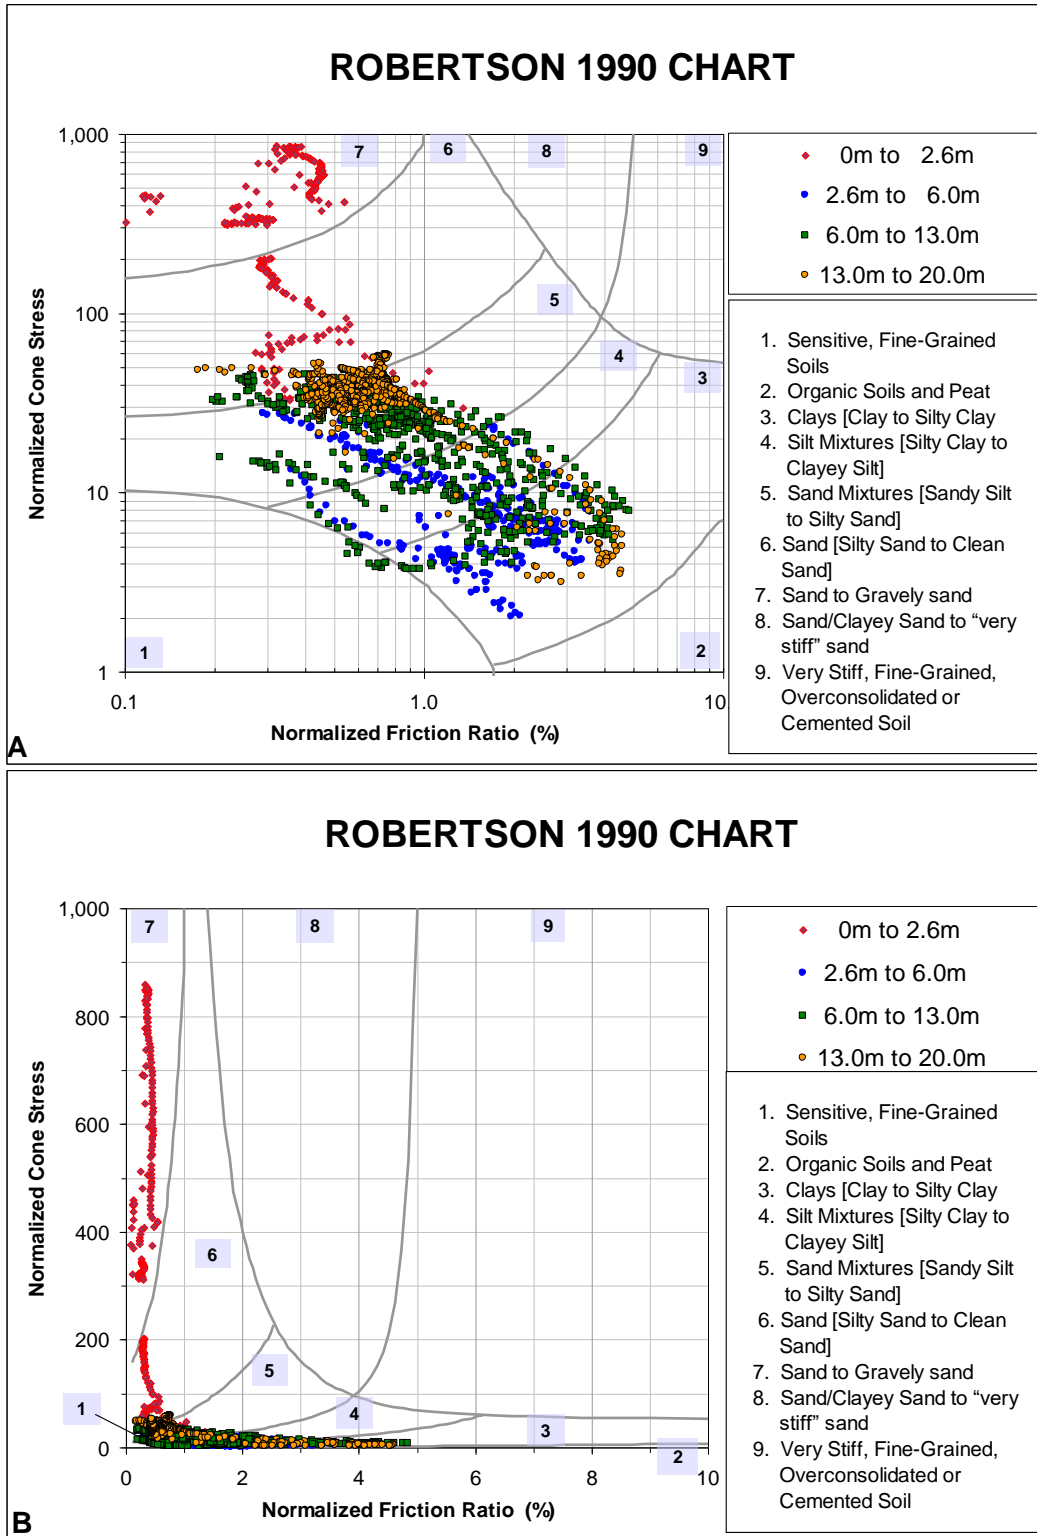 ROBERTSON 1990 CHART
1,000
100
10
1
0.1
1.0
10.
Normalized Cone Stress
Normalized Friction Ratio (%)
7
6
8
9
5
4
3
1
2
0m to 2.6m
2.6m to 6.0m
6.0m to 13.0m
13.0m to 20.0m
1. Sensitive, Fine-Grained
Soils
2. Organic Soils and Peat
3. Clays [Clay to Silty Clay
4. Silt Mixtures [Silty Clay to
Clayey Silt]
5. Sand Mixtures [Sandy Silt
to Silty Sand]
6. Sand [Silty Sand to Clean
Sand]
7. Sand to Gravely sand
8. Sand/Clayey Sand to “very
stiff” sand
9. Very Stiff, Fine-Grained,
Overconsolidated or
Cemented Soil
A
ROBERTSON 1990 CHART
1,000
800
600
400
200
0
0
2
4
6
8
10
Normalized Cone Stress
Normalized Friction Ratio (%)
7
8
9
6
5
1
4
3
2
0m to 2.6m
2.6m to 6.0m
6.0m to 13.0m
13.0m to 20.0m
1. Sensitive, Fine-Grained
Soils
2. Organic Soils and Peat
3. Clays [Clay to Silty Clay
4. Silt Mixtures [Silty Clay to
Clayey Silt]
5. Sand Mixtures [Sandy Silt
to Silty Sand]
6. Sand [Silty Sand to Clean
Sand]
7. Sand to Gravely sand
8. Sand/Clayey Sand to “very
stiff” sand
9. Very Stiff, Fine-Grained,
Overconsolidated or
Cemented Soil
B